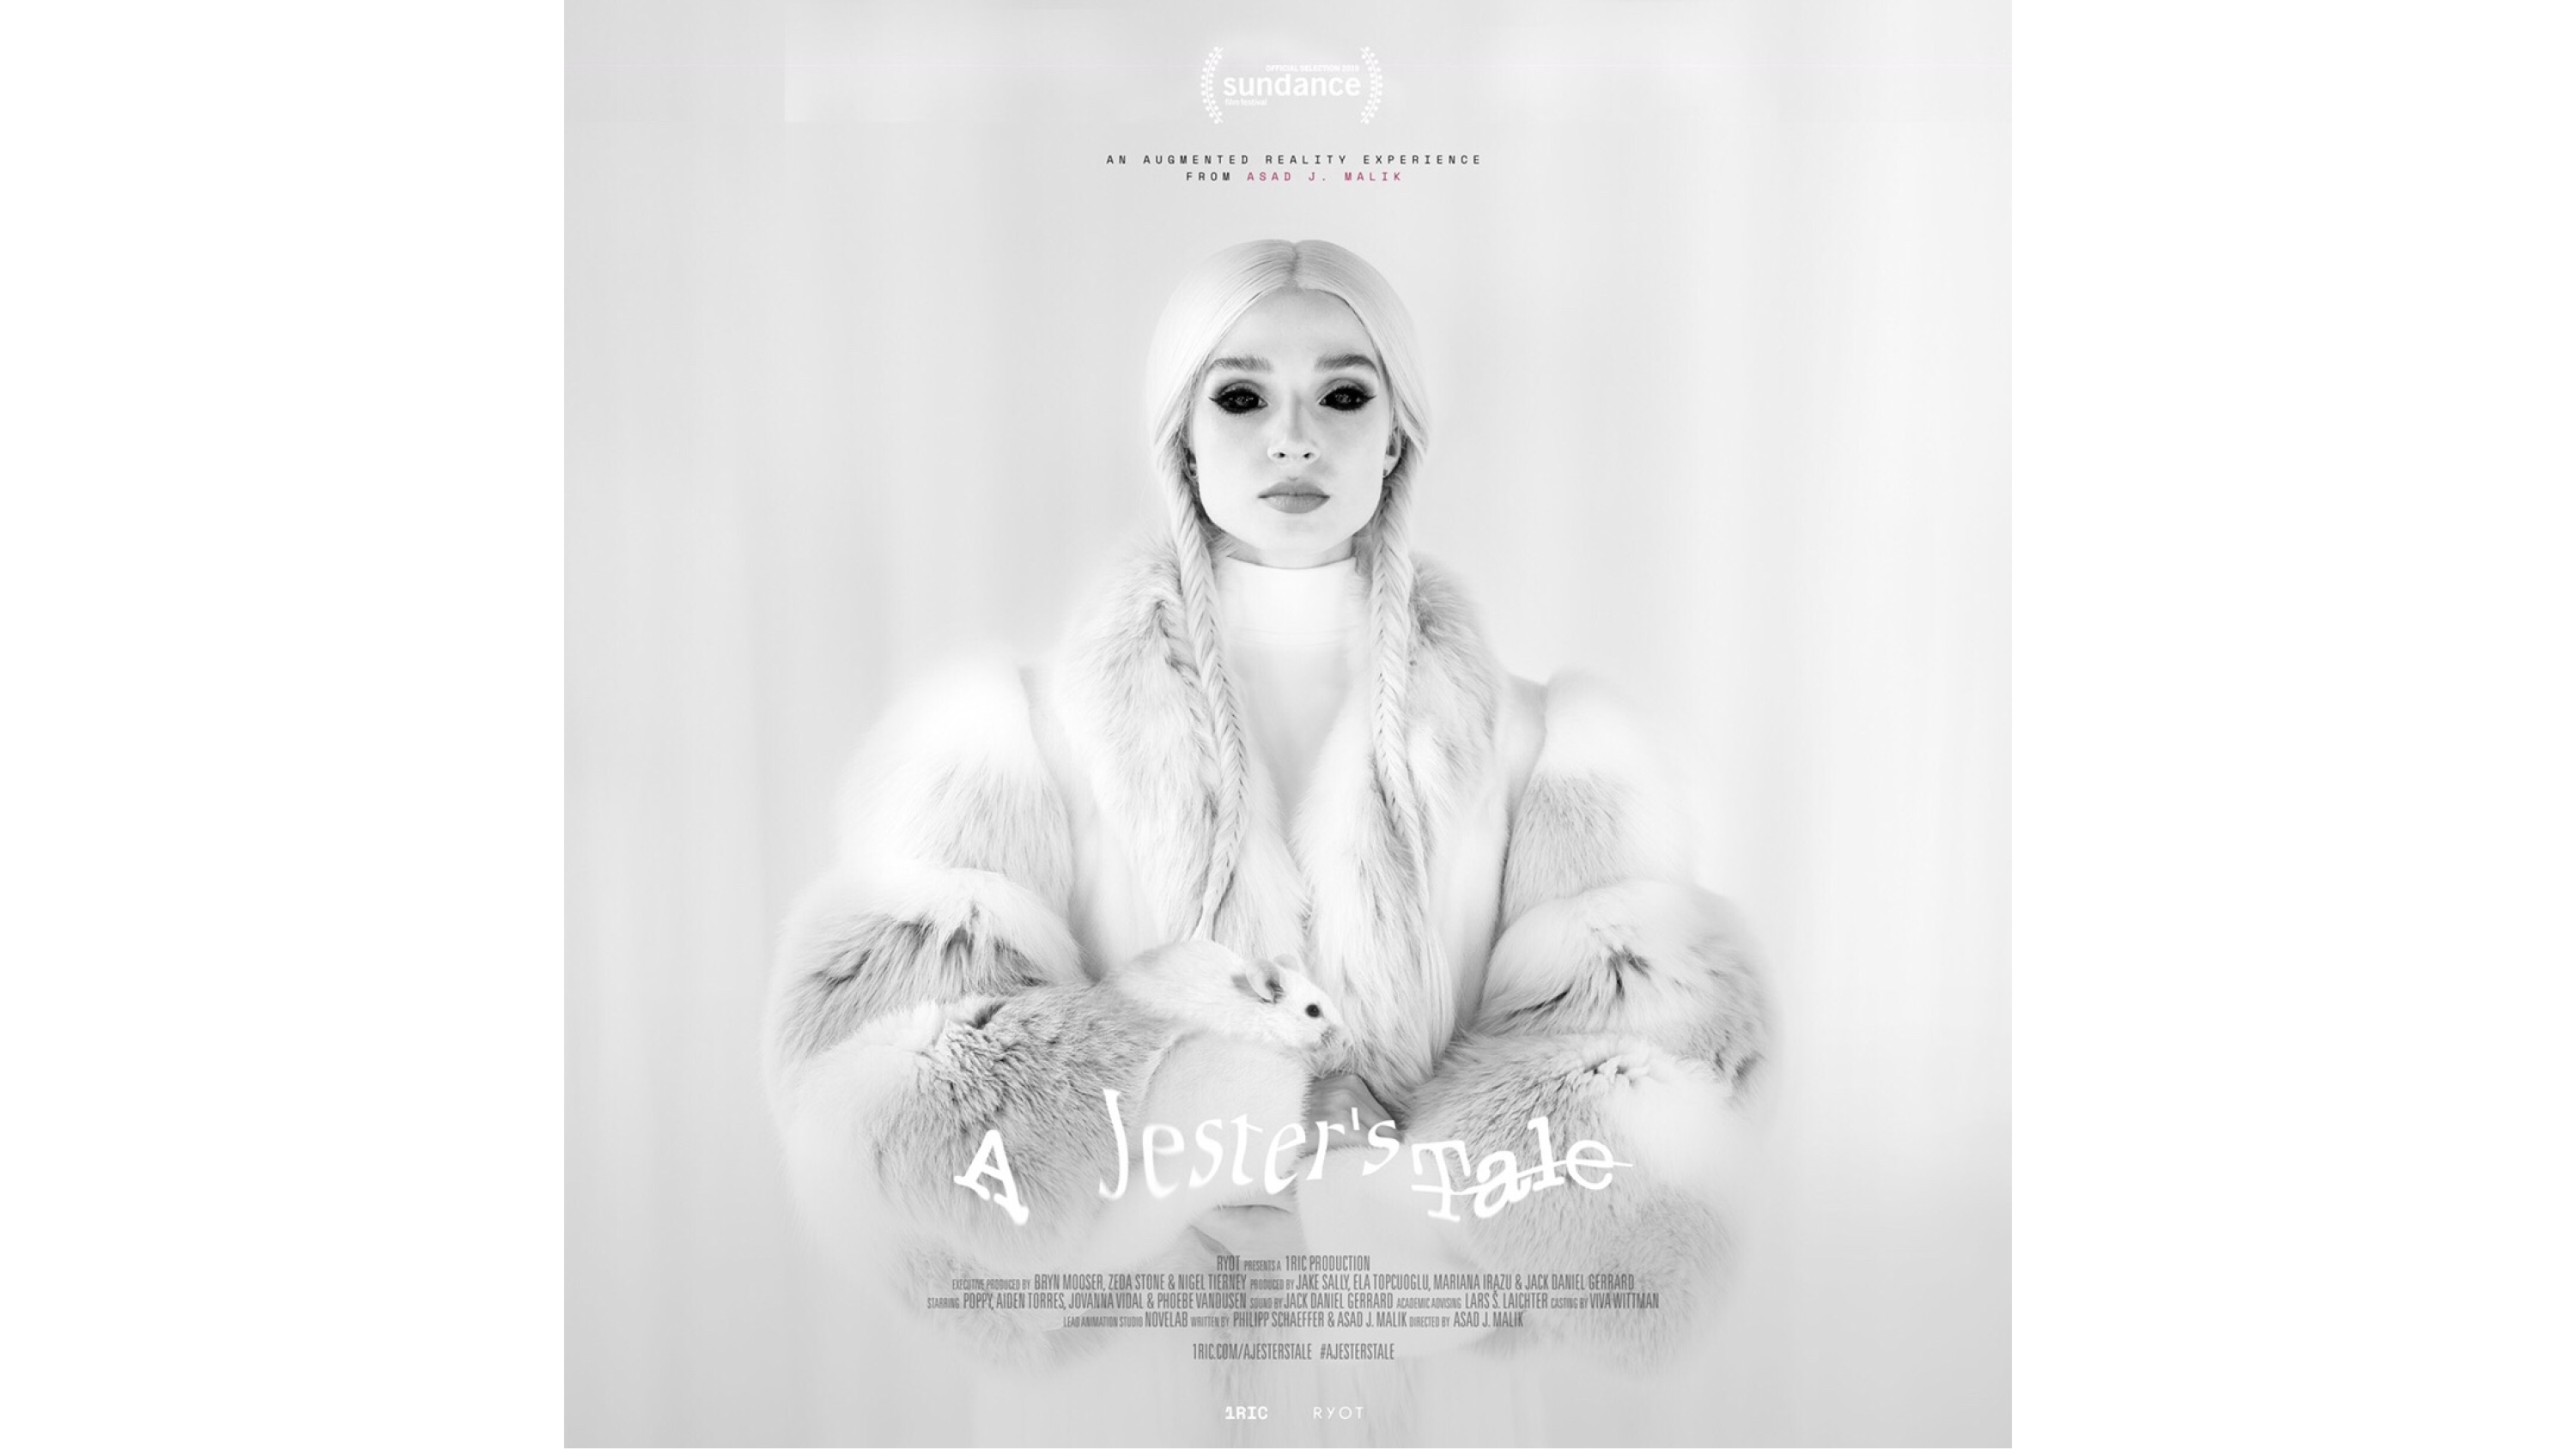 OFFICIAL SELECTION 2019
sundance
film festival
AN AUGMENTED REALITY EXPERIENCE
FROM ASAD J. MALIK
A Jester's Tale
RYOT PRESENTS A 1RIC PRODUCTION
EXECUTIVE PRODUCED BY BRYN MOOSER, ZEDA STONE & NIGEL TIERNEY PRODUCED BY JAKE SALLY, ELA TOPCUOGLU, MARIANA IRAZU & JACK DANIEL GERRARD
STARRING POPPY, AIDEN TORRES, JOVANNA VIDAL & PHOEBE VANDUSEN SOUND BY JACK DANIEL GERRARD ACADEMIC ADVISING LARS S. LAICHTER CASTING BY VIVA WITTMAN
LEAD ANIMATION STUDIO NOVELAB WRITTEN BY PHILIPP SCHAEFFER & ASAD J. MALIK DIRECTED BY ASAD J. MALIK
1RIC.COM/AJESTERSTALE #AJESTERSTALE
1RIC RYOT